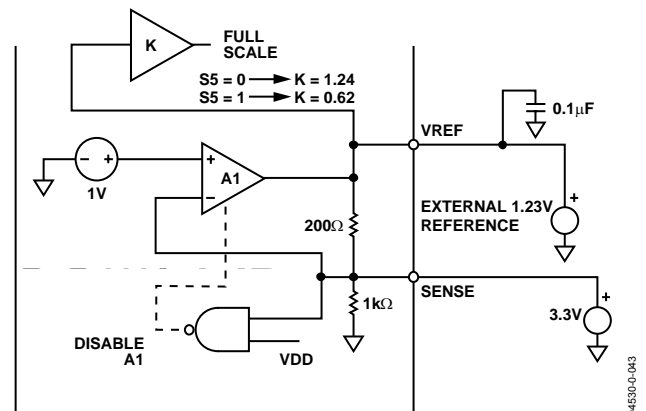 K
FULL
SCALE
S5 = 0 → K = 1.24
S5 = 1 → K = 0.62
VREF
0.1μF
− +
1V
+
A1
−
200Ω
EXTERNAL 1.23V
REFERENCE
+
SENSE
1kΩ
3.3V
+
DISABLE
A1
VDD
4530-0-043